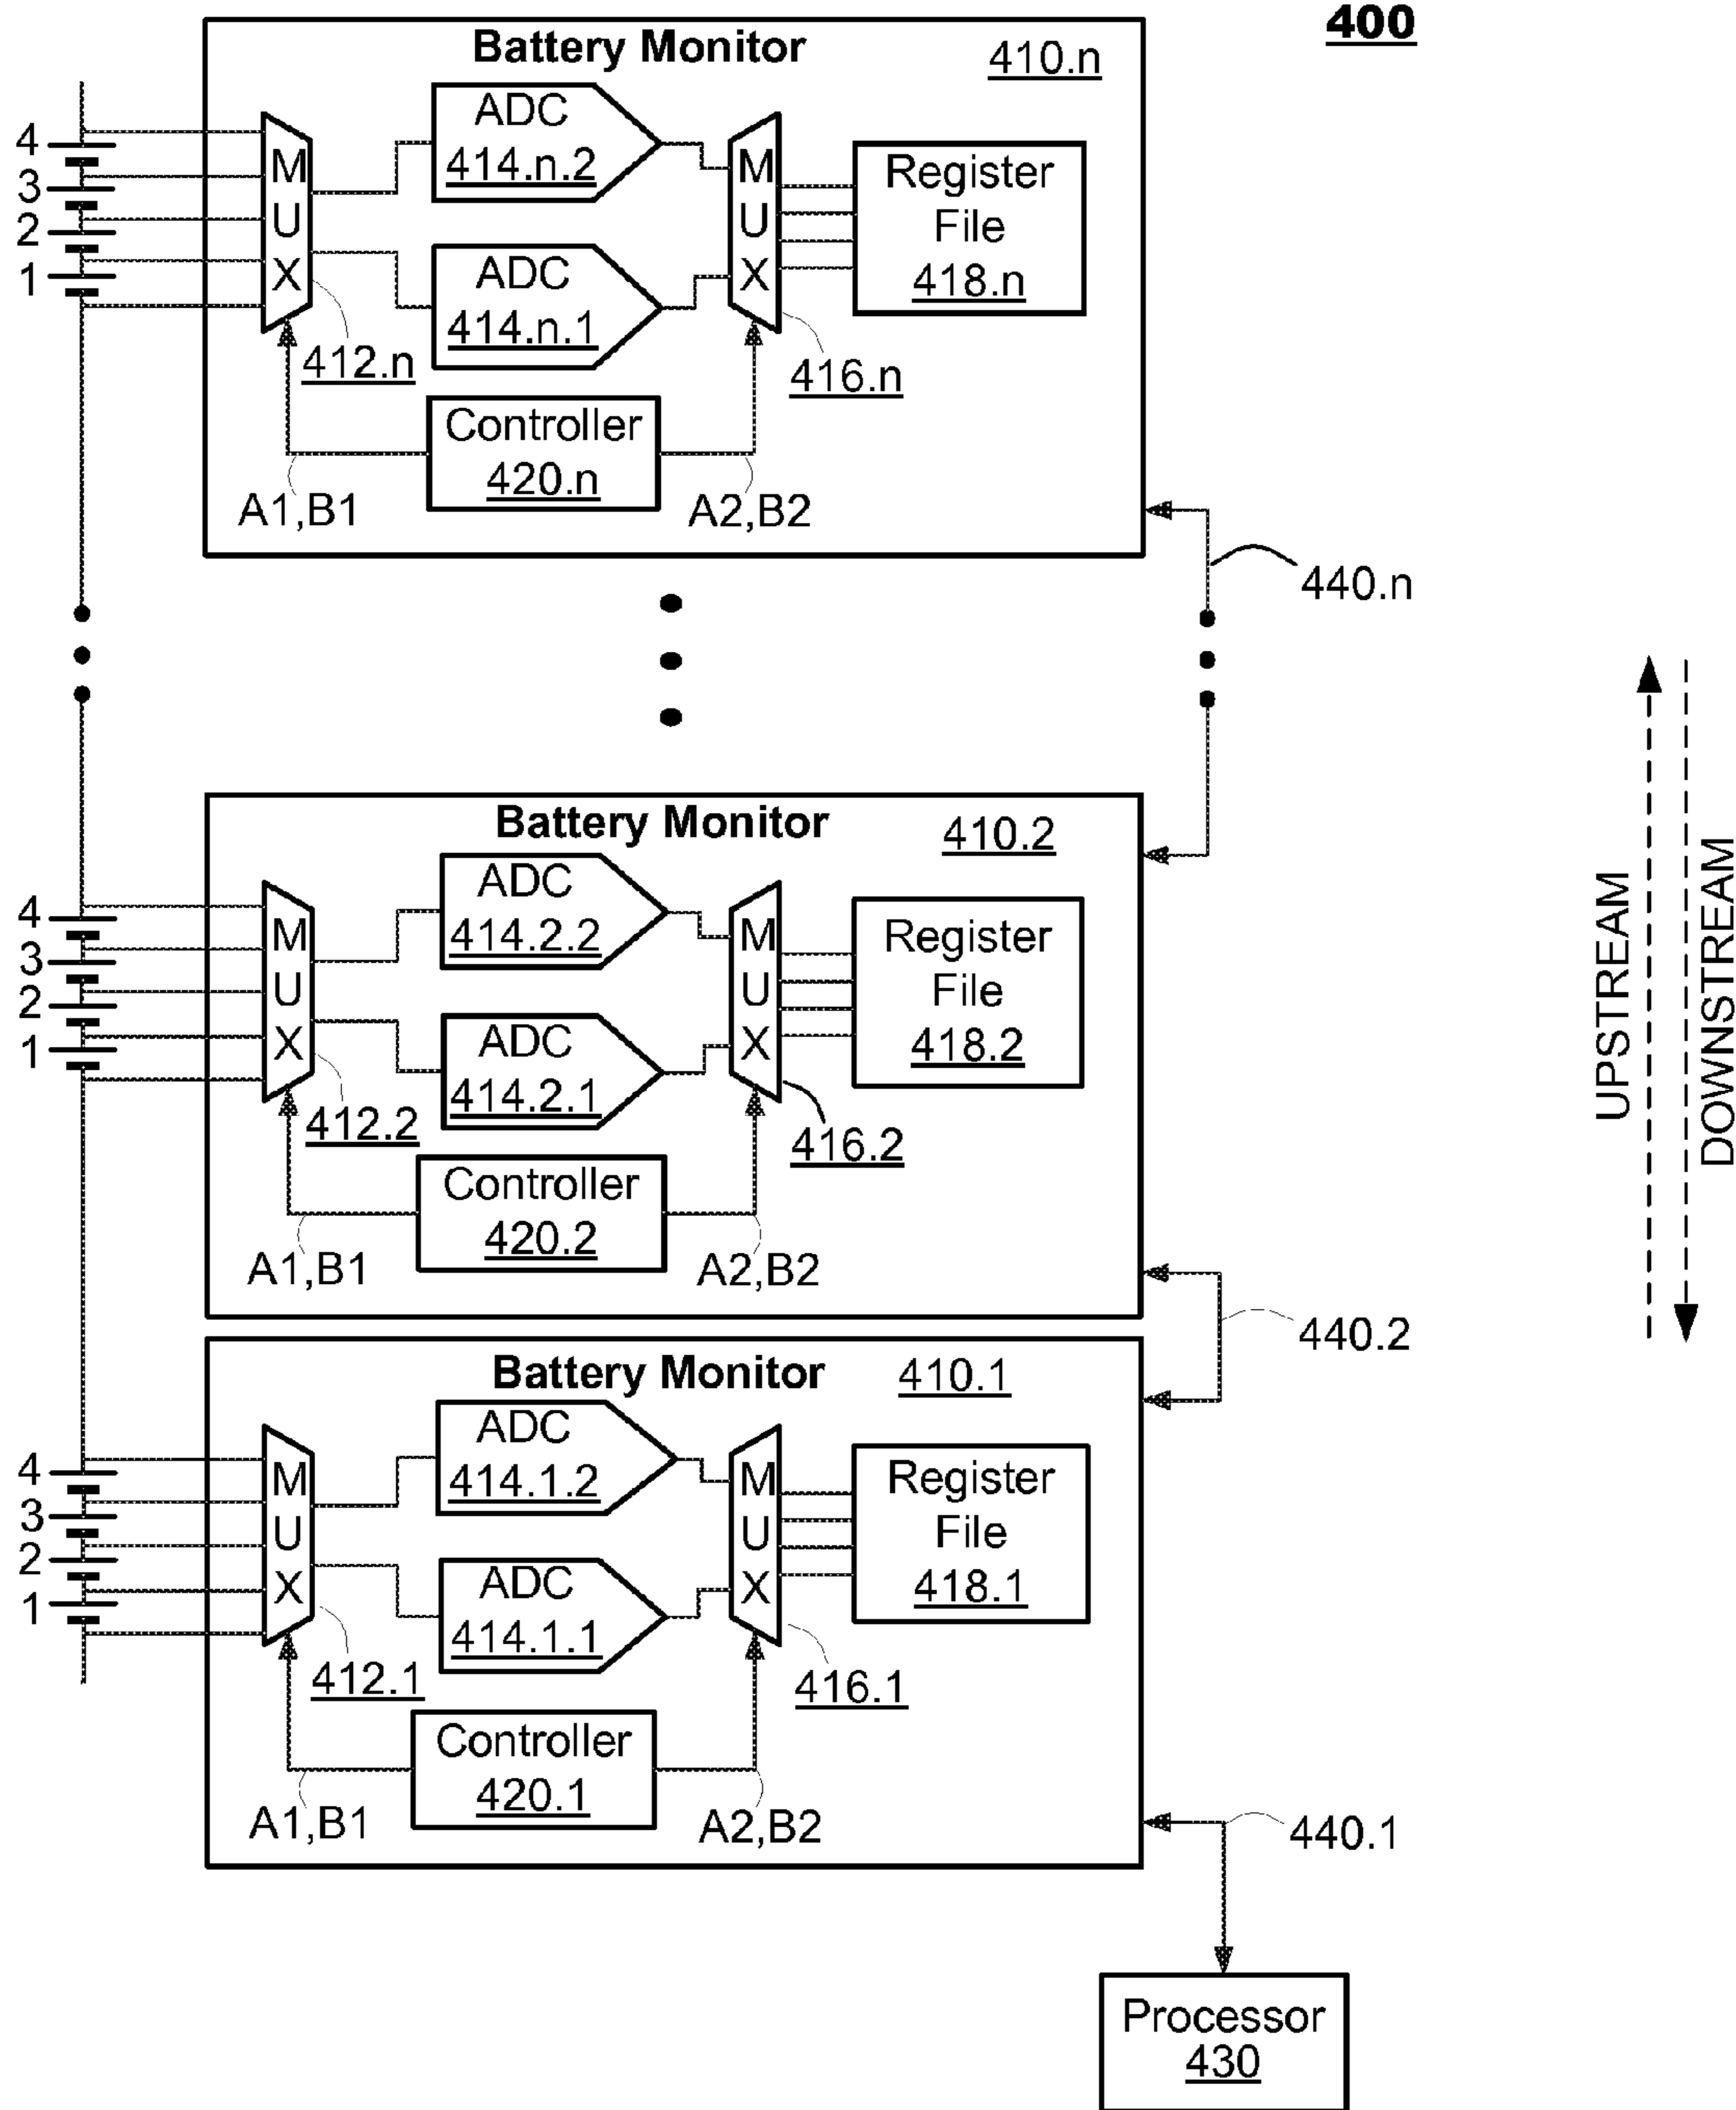 400
Battery Monitor
410.n
4
3
2
1
M
U
X
412.n
ADC
414.n.2
ADC
414.n.1
M
U
X
416.n
Register
File
418.n
Controller
420.n
A1,B1
A2,B2
440.n
UPSTREAM
DOWNSTREAM
Battery Monitor
410.2
4
3
2
1
M
U
X
412.2
ADC
414.2.2
ADC
414.2.1
M
U
X
416.2
Register
File
418.2
Controller
420.2
A1,B1
A2,B2
440.2
Battery Monitor
410.1
4
3
2
1
M
U
X
412.1
ADC
414.1.2
ADC
414.1.1
M
U
X
416.1
Register
File
418.1
Controller
420.1
A1,B1
A2,B2
440.1
Processor
430